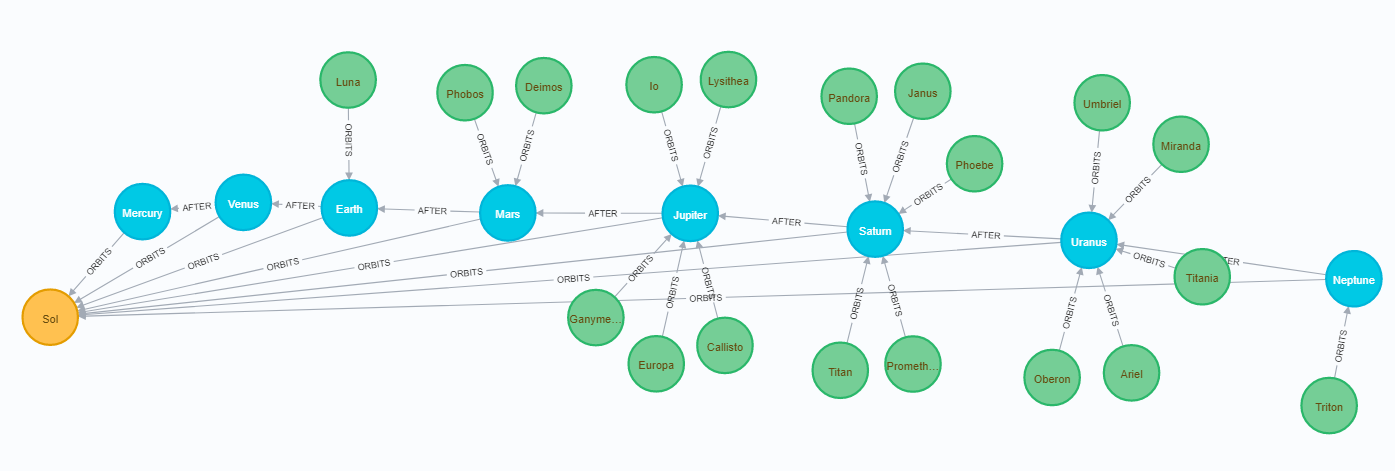 Luna
Phobos
Deimos
Io
Lysithea
Pandora
Janus
Phoebe
Umbriel
Miranda
ORBITS
ORBITS
ORBITS
ORBITS
ORBITS
ORBITS
ORBITS
ORBITS
ORBITS
ORBITS
Mercury
AFTER
Venus
AFTER
Earth
AFTER
Mars
AFTER
Jupiter
AFTER
Saturn
AFTER
Uranus
ORBITS
TER
Titania
Neptune
ORBITS
ORBITS
ORBITS
ORBITS
ORBITS
ORBITS
ORBITS
ORBITS
Sol
ORBITS
ORBITS
ORBITS
ORBITS
ORBITS
ORBITS
ORBITS
ORBITS
Ganyme...
Europa
Callisto
Titan
Prometh...
Oberon
Ariel
Triton